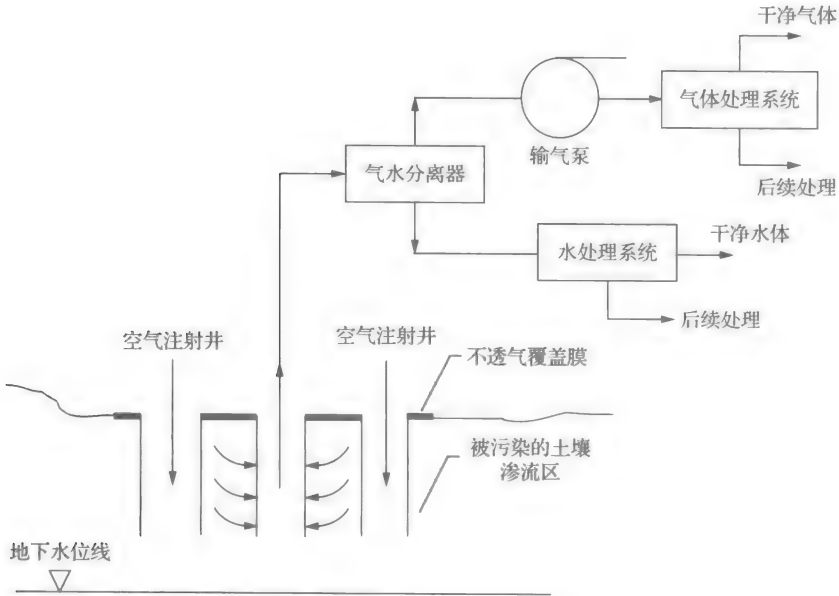 干净气体
气体处理系统
输气泵
气水分离器
后续处理
干净水体
水处理系统
后续处理
空气注射井
空气注射井
不透气覆盖膜
被污染的土壤
渗流区
地下水位线